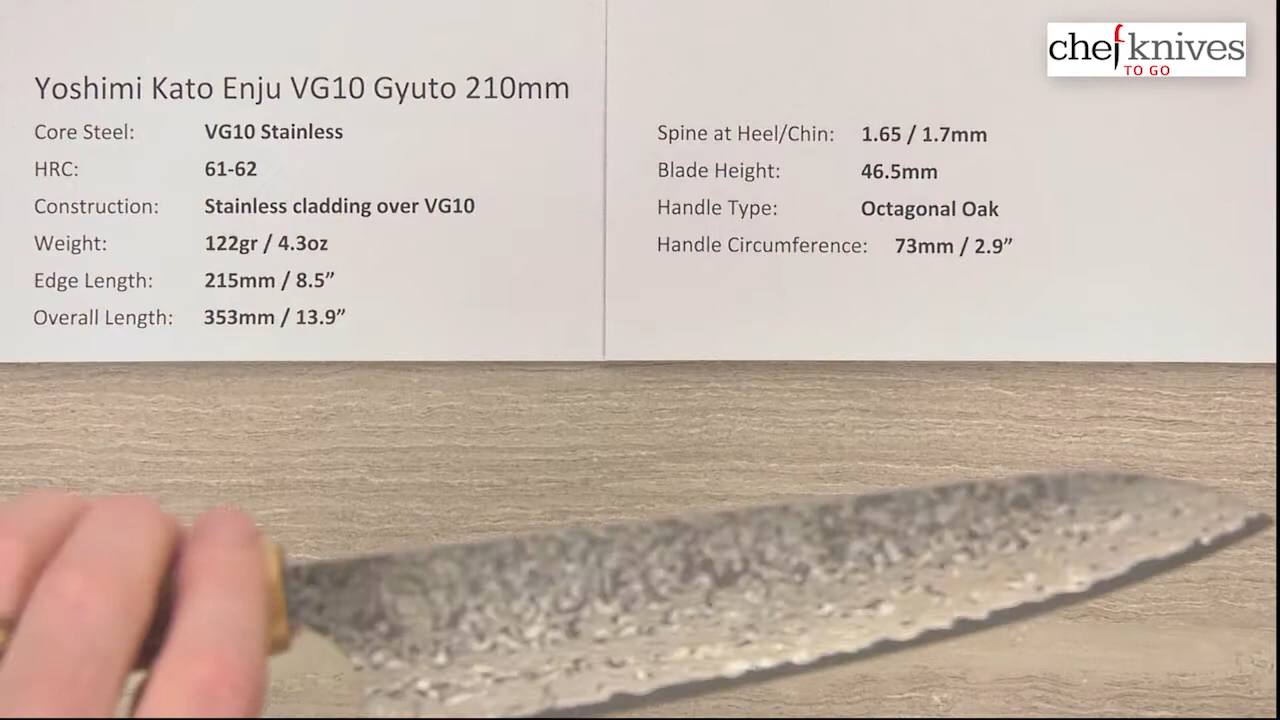 chef knives
TO GO
Yoshimi Kato Enju VG10 Gyuto 210mm
Core Steel: VG10 Stainless
HRC: 61-62
Construction: Stainless cladding over VG10
Weight: 122gr / 4.3oz
Edge Length: 215mm / 8.5”
Overall Length: 353mm / 13.9”
Spine at Heel/Chin: 1.65 / 1.7mm
Blade Height: 46.5mm
Handle Type: Octagonal Oak
Handle Circumference: 73mm / 2.9”